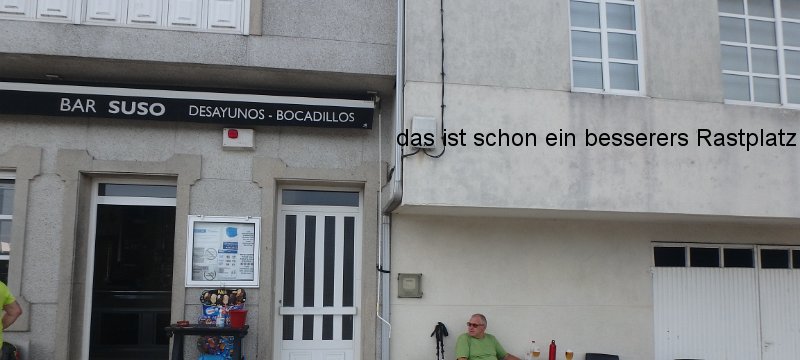 BAR SUSO DESAYUNOS - BOCADILLOS
das ist schon ein besserers Rastplatz